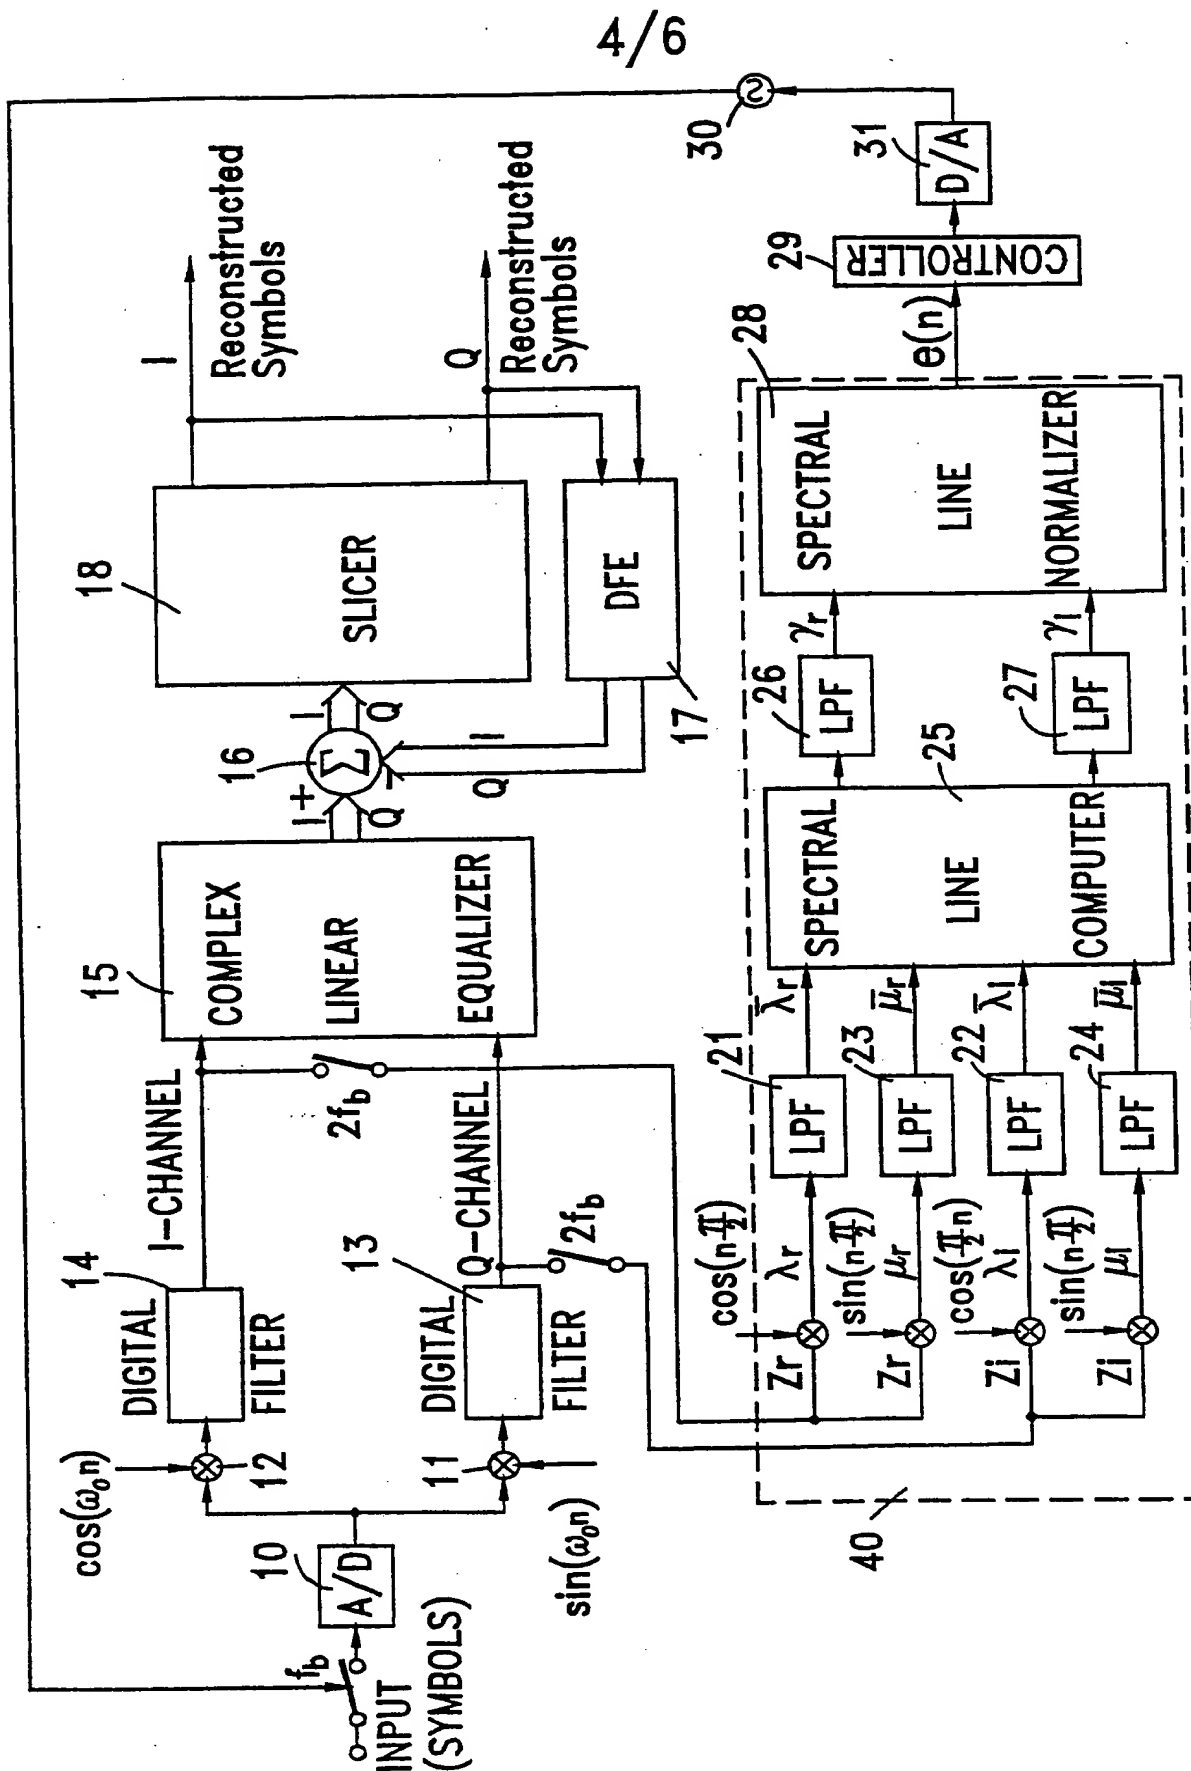 4/6
INPUT
(SYMBOLS)
f_b
10
A/D
cos(ω₀n)
12
sin(ω₀n)
11
DIGITAL
FILTER
14
DIGITAL
FILTER
13
I-CHANNEL
Q-CHANNEL
2f_b
2f_b
15
COMPLEX
LINEAR
EQUALIZER
I+
Q
16
Σ
−
I
Q
I
Q
18
SLICER
17
DFE
I
Reconstructed
Symbols
Q
Reconstructed
Symbols
40
Zr
Zr
Zi
Zi
cos(nπ/2)
λr
sin(nπ/2)
μr
cos(π/2 n)
λI
sin(nπ/2)
μI
21
LPF
23
LPF
22
LPF
24
LPF
λ̄r
μ̄r
λ̄I
μ̄I
SPECTRAL
LINE
COMPUTER
25
26
LPF
27
LPF
γr
γI
28
SPECTRAL
LINE
NORMALIZER
e(n)
29
CONTROLLER
31
D/A
30